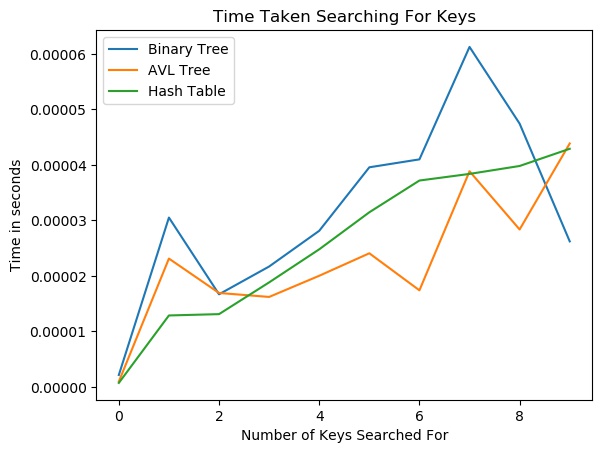 Time Taken Searching For Keys
Binary Tree
AVL Tree
Hash Table
0.00006
0.00005
0.00004
0.00003
0.00002
0.00001
0.00000
Time in seconds
0 2 4 6 8
Number of Keys Searched For